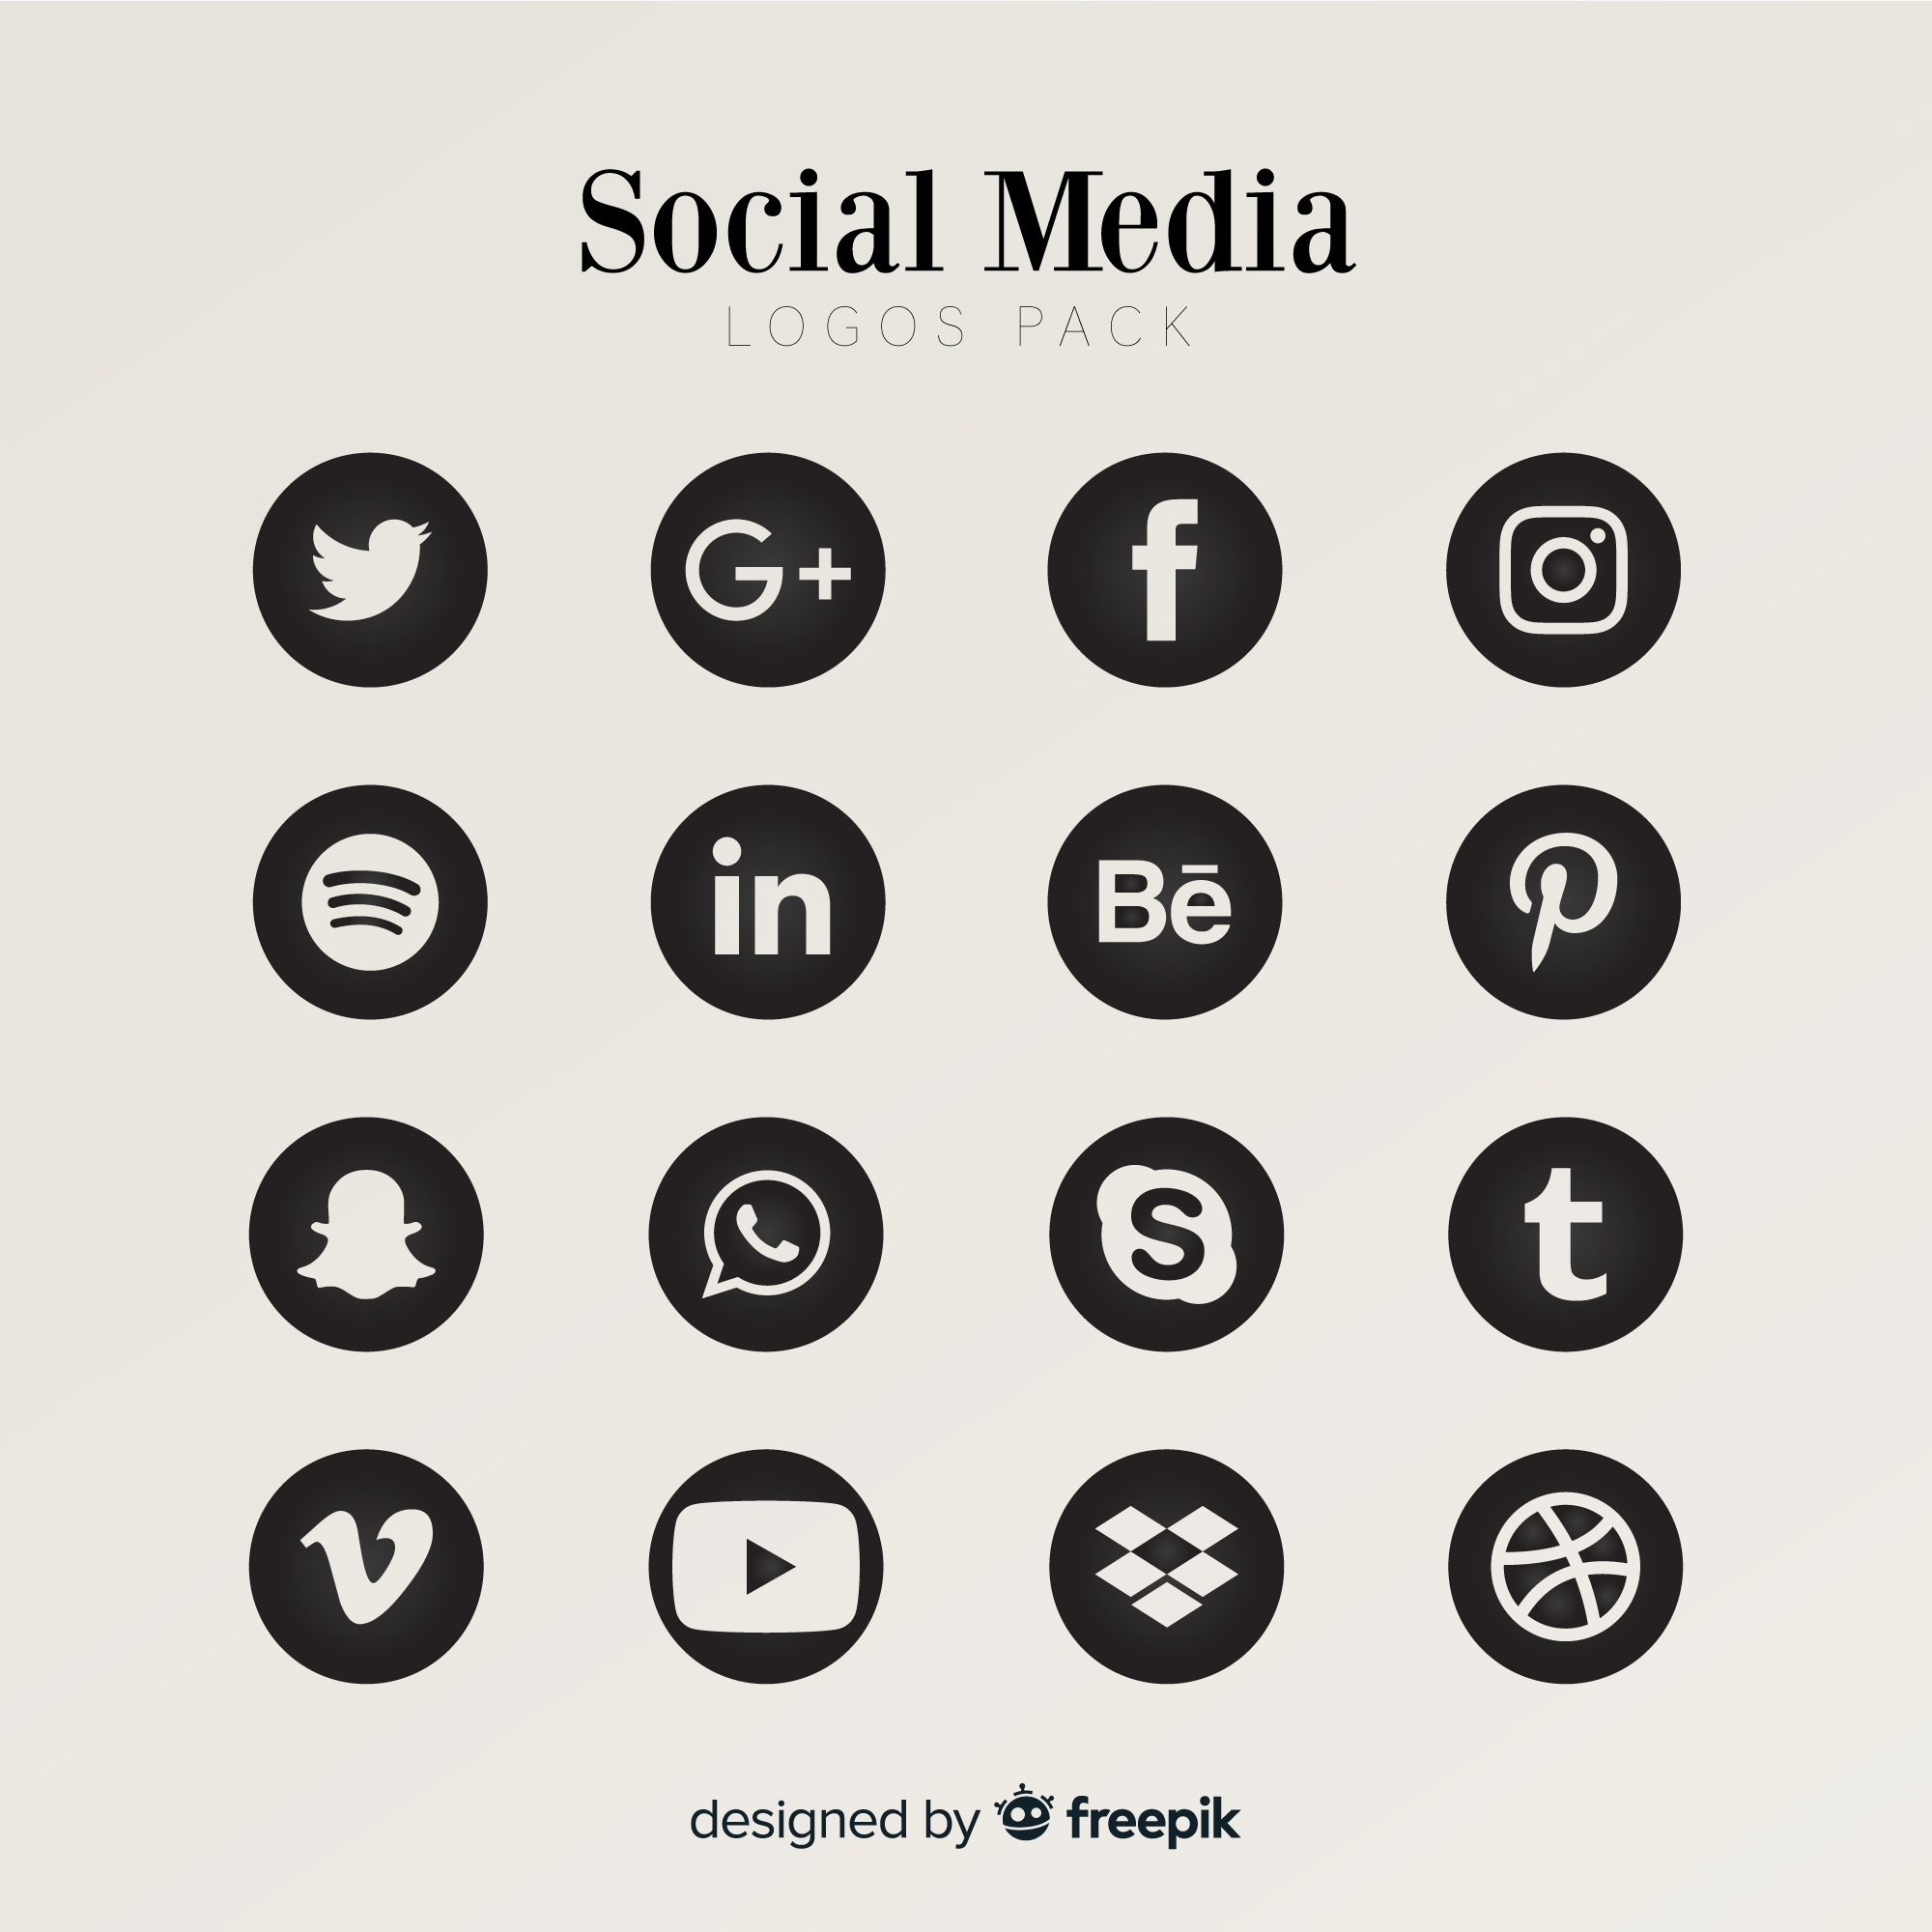 Social Media
LOGOS PACK
G+ f
in Bē
S t
designed by freepik